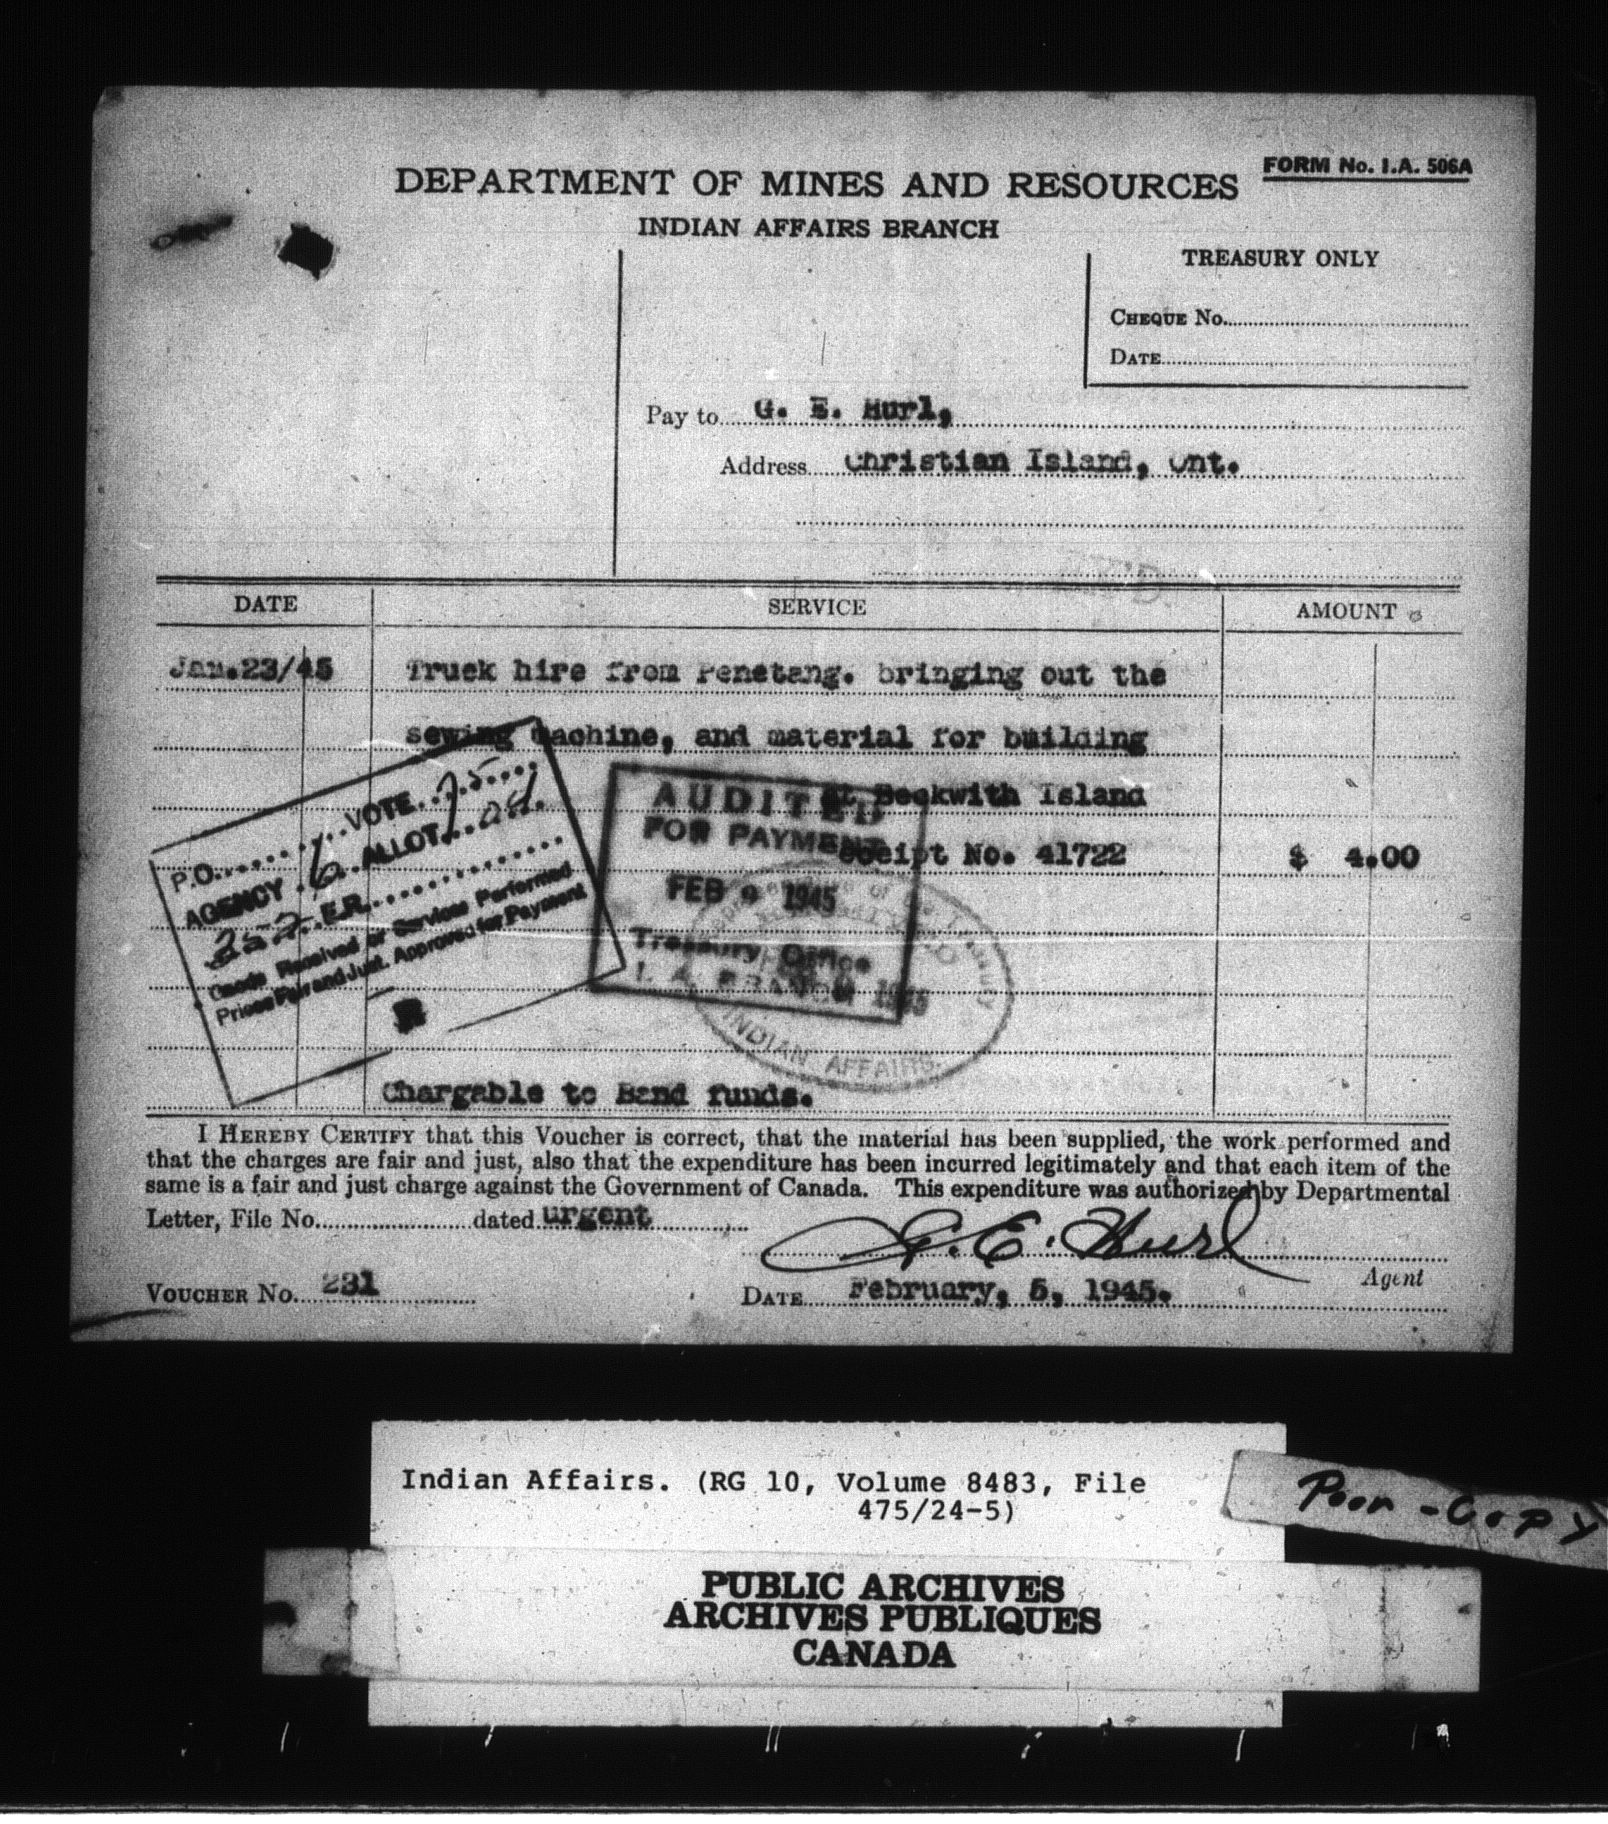 FORM No. I.A. 506A
DEPARTMENT OF MINES AND RESOURCES
INDIAN AFFAIRS BRANCH
TREASURY ONLY
CHEQUE No.
DATE
Pay to G. E. Hurl,
Address Christian Island, Ont.
DATE SERVICE AMOUNT
Jan.23/45 Truck hire from Penetang. bringing out the
sewing machine, and material for building
at Beckwith Island
Receipt No. 41722 $ 4.00
P.O. VOTE
AGENCY 6 ALLOT
252 E.R.
Goods Received or Services Performed
Prices Fair and Just. Approved for Payment
AUDITED
FOR PAYMENT
FEB 9 1945
Treasury Office
I. A. BRANCH
1945
INDIAN AFFAIRS.
Chargable to Band funds.
I HEREBY CERTIFY that this Voucher is correct, that the material has been supplied, the work performed and
that the charges are fair and just, also that the expenditure has been incurred legitimately and that each item of the
same is a fair and just charge against the Government of Canada. This expenditure was authorized by Departmental
Letter, File No. dated urgent
G. E. Hurl
Agent
VOUCHER No. 231 DATE February, 5, 1945.
Indian Affairs. (RG 10, Volume 8483, File
475/24-5)
Poor - Copy
PUBLIC ARCHIVES
ARCHIVES PUBLIQUES
CANADA